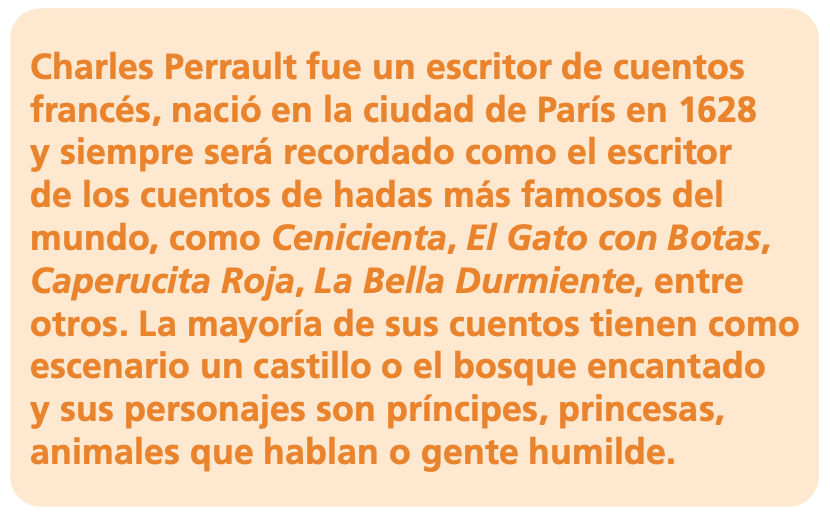 Charles Perrault fue un escritor de cuentos
francés, nació en la ciudad de París en 1628
y siempre será recordado como el escritor
de los cuentos de hadas más famosos del
mundo, como Cenicienta, El Gato con Botas,
Caperucita Roja, La Bella Durmiente, entre
otros. La mayoría de sus cuentos tienen como
escenario un castillo o el bosque encantado
y sus personajes son príncipes, princesas,
animales que hablan o gente humilde.